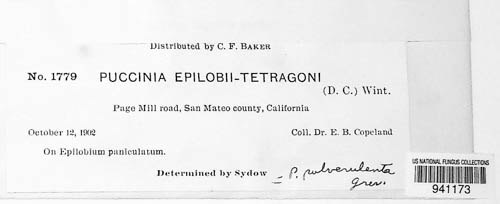 Distributed by C. F. BAKER
No. 1779 PUCCINIA EPILOBII-TETRAGONI
(D. C.) Wint.
Page Mill road, San Mateo county, California
October 12, 1902 Coll. Dr. E. B. Copeland
On Epilobium paniculatum.
Determined by Sydow = P. pulverulenta
Grev.
US NATIONAL FUNGUS COLLECTIONS
941173